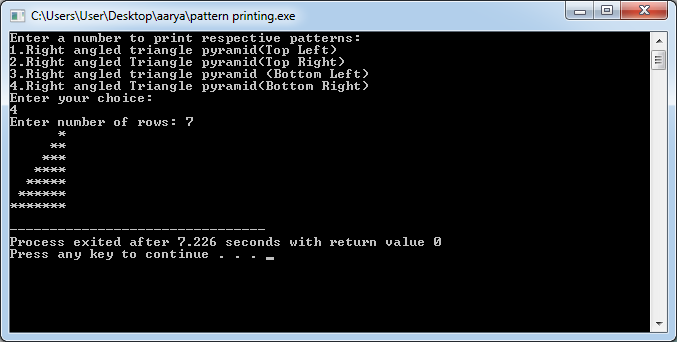 C:\Users\User\Desktop\aarya\pattern printing.exe
Enter a number to print respective patterns:
1.Right angled triangle pyramid(Top Left)
2.Right angled Triangle pyramid(Top Right)
3.Right angled triangle pyramid (Bottom Left)
4.Right angled Triangle pyramid(Bottom Right)
Enter your choice:
4
Enter number of rows: 7
      *
     **
    ***
   ****
  *****
 ******
*******
--------------------------------
Process exited after 7.226 seconds with return value 0
Press any key to continue . . . _